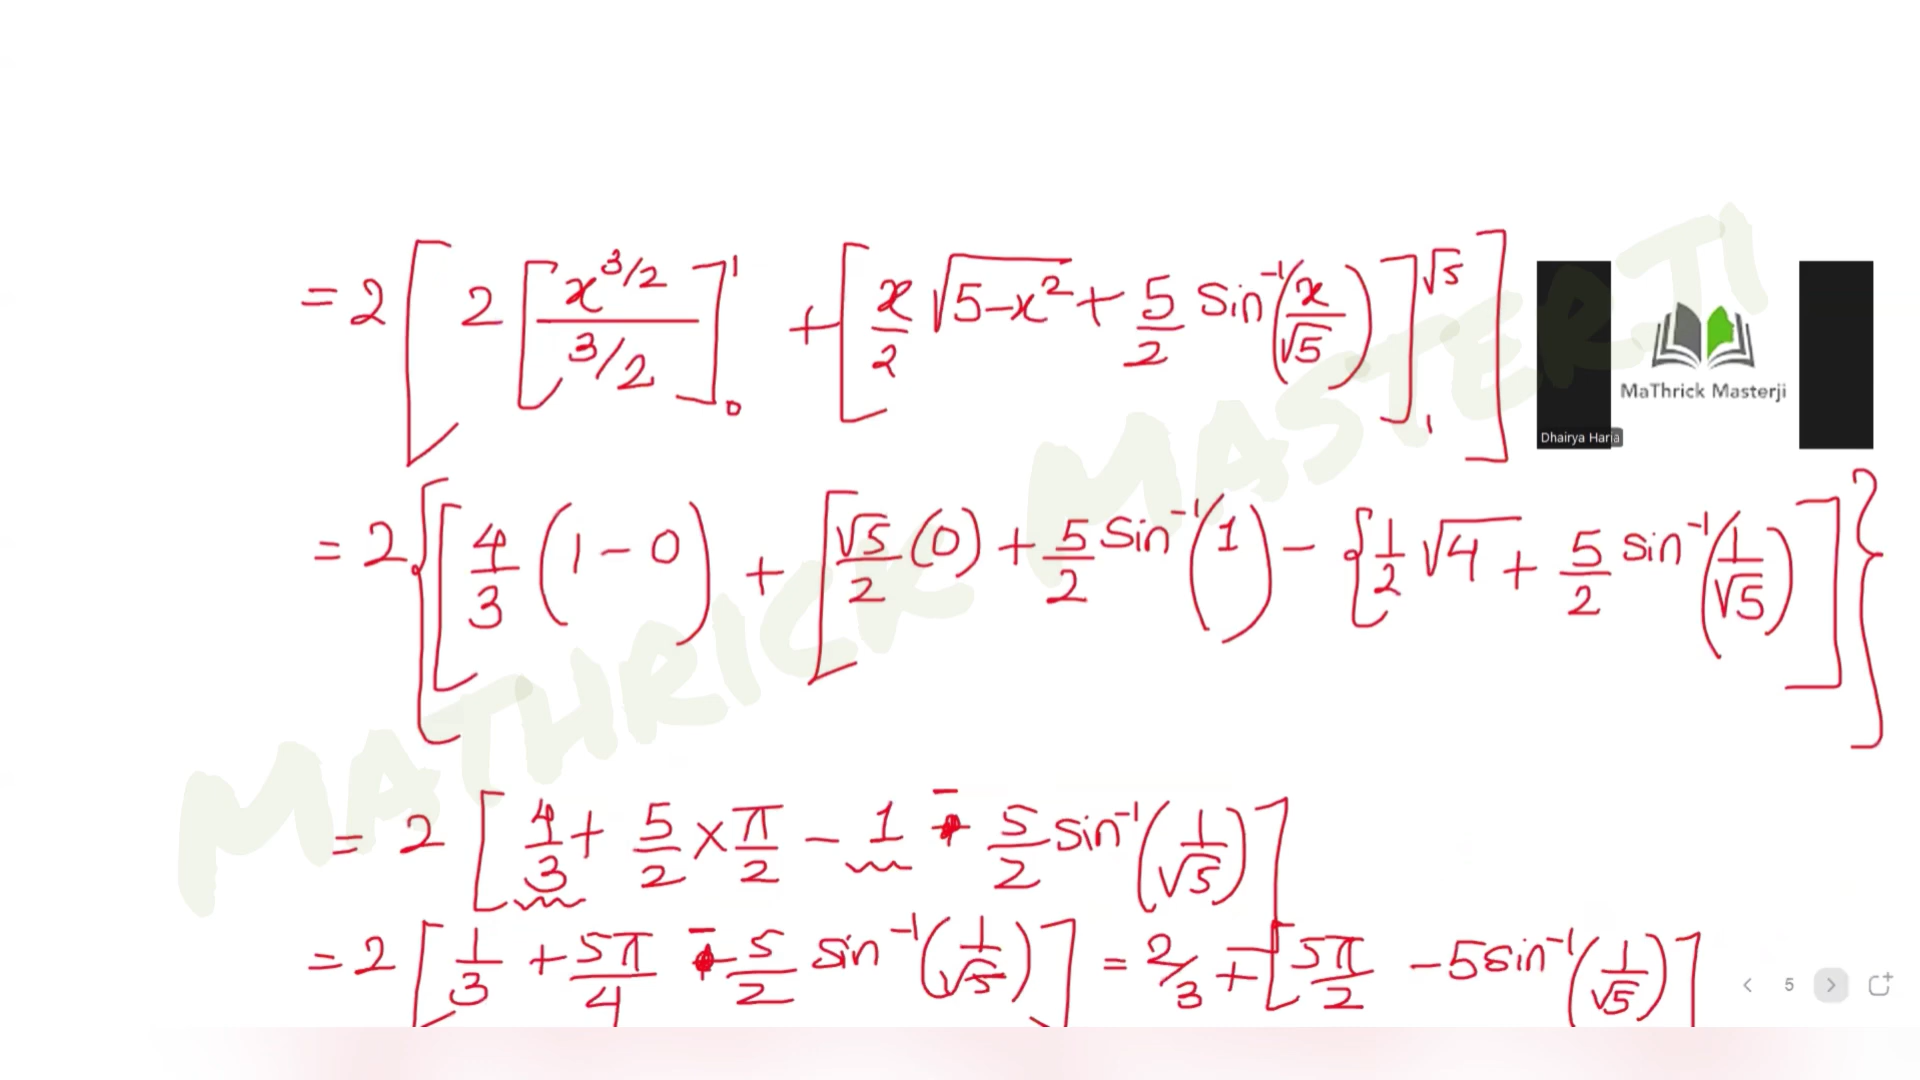 = 2 [ 2 [ x^{3/2} / 3/2 ]_0^1 + [ x/2 √(5-x²) + 5/2 Sin⁻¹(x/√5) ]_1^{√5} ]
MaThrick Masterji
Dhairya Haria
= 2 { [ 4/3 (1-0) + [ √5/2 (0) + 5/2 Sin⁻¹(1) - { 1/2 √4 + 5/2 sin⁻¹(1/√5) ] }
= 2 [ 4/3 + 5/2 × π/2 - 1 - 5/2 sin⁻¹(1/√5) ]
= 2 [ 1/3 + 5π/4 - 5/2 sin⁻¹(1/√5) ] = 2/3 + [ 5π/2 - 5 sin⁻¹(1/√5) ]
5
MATHRICK MASTERJI